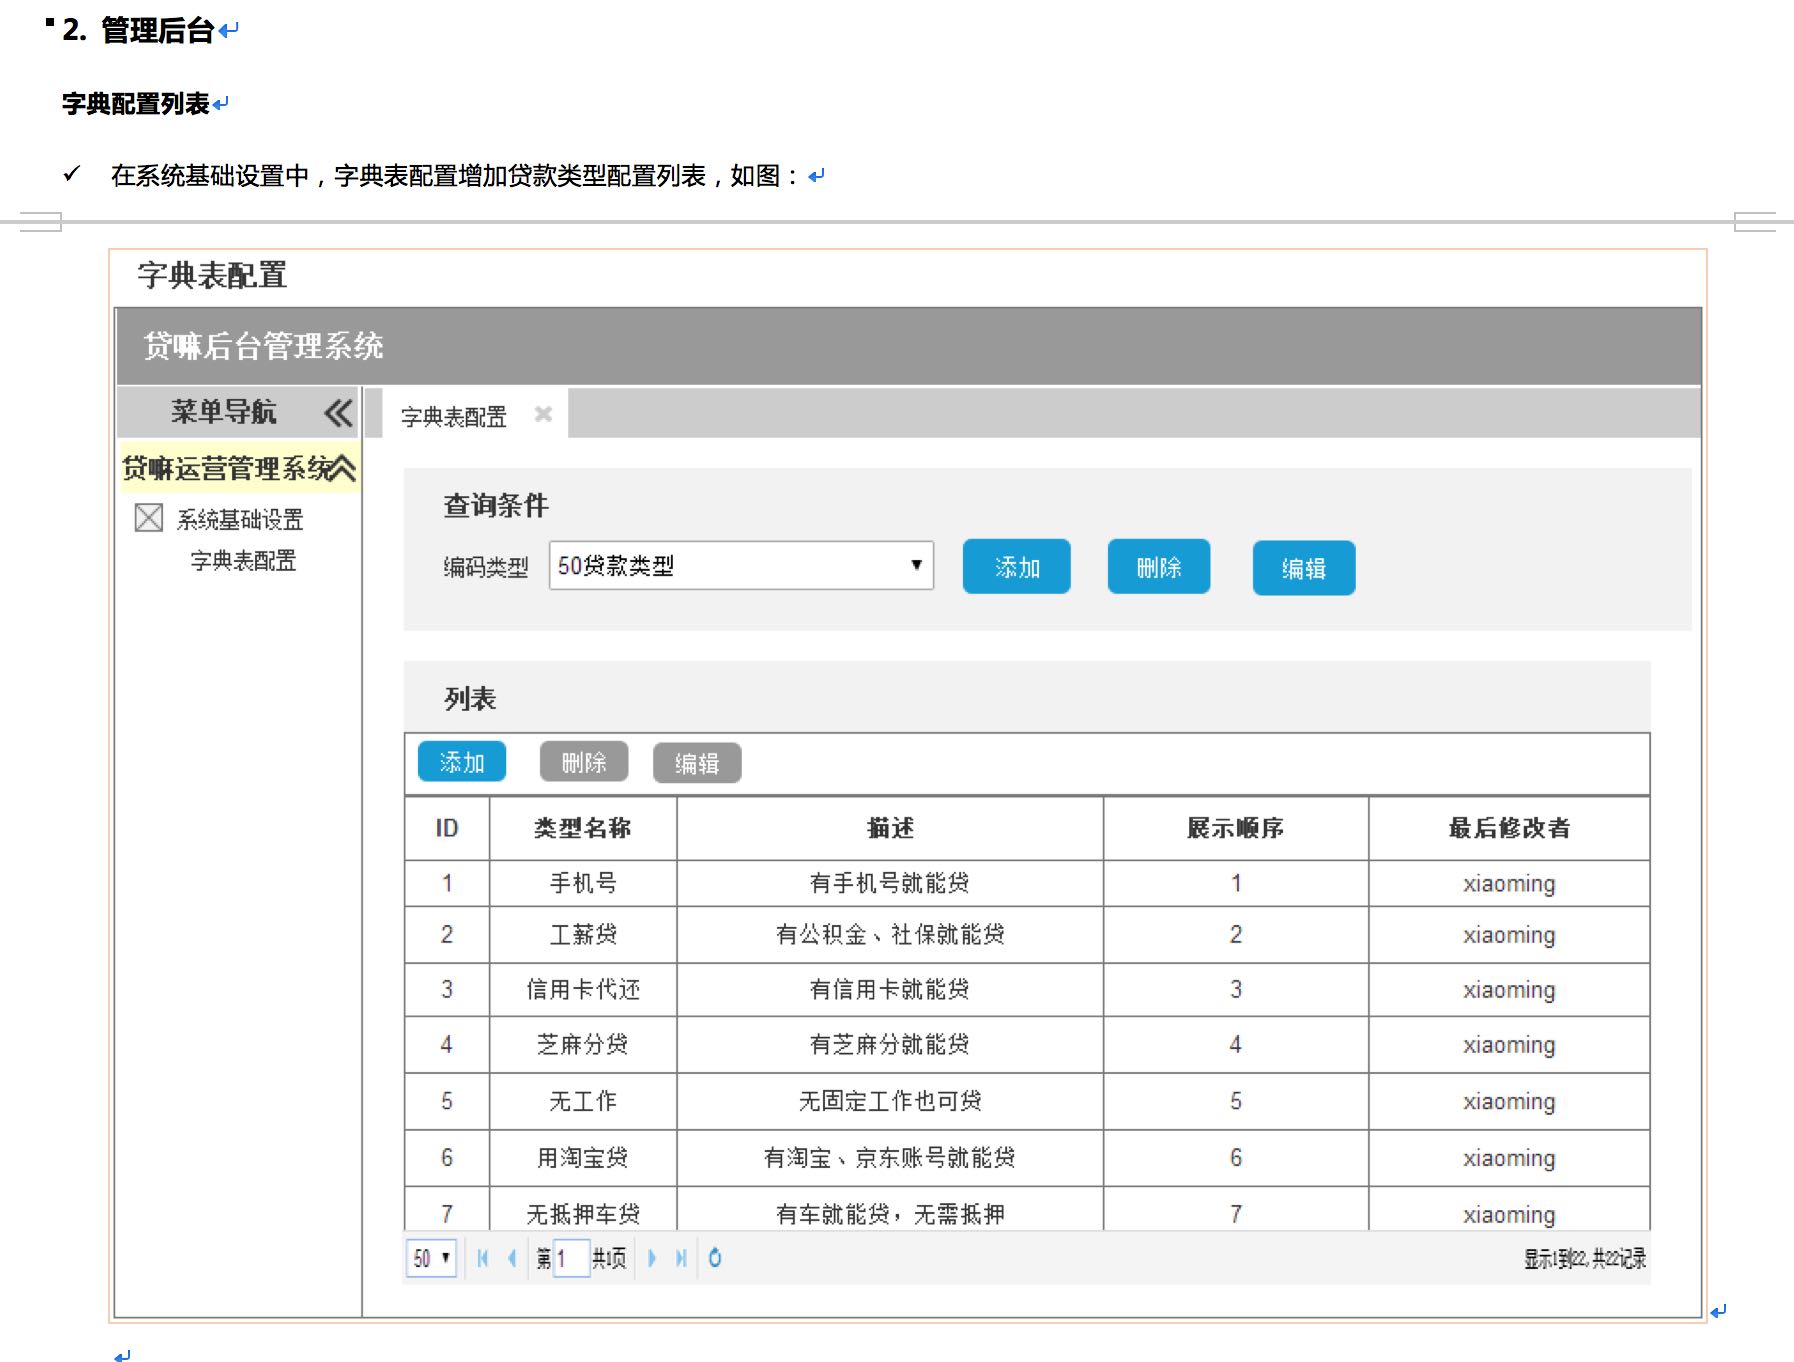 2. 管理后台
字典配置列表
✓ 在系统基础设置中，字典表配置增加贷款类型配置列表，如图：
字典表配置
贷嘛后台管理系统
菜单导航
字典表配置
贷嘛运营管理系统
系统基础设置
字典表配置
查询条件
编码类型 50贷款类型 添加 删除 编辑
列表
添加 删除 编辑
ID 类型名称 描述 展示顺序 最后修改者
1 手机号 有手机号就能贷 1 xiaoming
2 工薪贷 有公积金、社保就能贷 2 xiaoming
3 信用卡代还 有信用卡就能贷 3 xiaoming
4 芝麻分贷 有芝麻分就能贷 4 xiaoming
5 无工作 无固定工作也可贷 5 xiaoming
6 用淘宝贷 有淘宝、京东账号就能贷 6 xiaoming
7 无抵押车贷 有车就能贷，无需抵押 7 xiaoming
50 第 1 共1页 显示1到22,共22记录